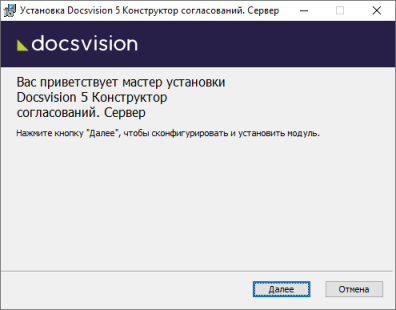 Установка Docsvision 5 Конструктор согласований. Сервер
docsvision
Вас приветствует мастер установки
Docsvision 5 Конструктор
согласований. Сервер
Нажмите кнопку "Далее", чтобы сконфигурировать и установить модуль.
Далее
Отмена